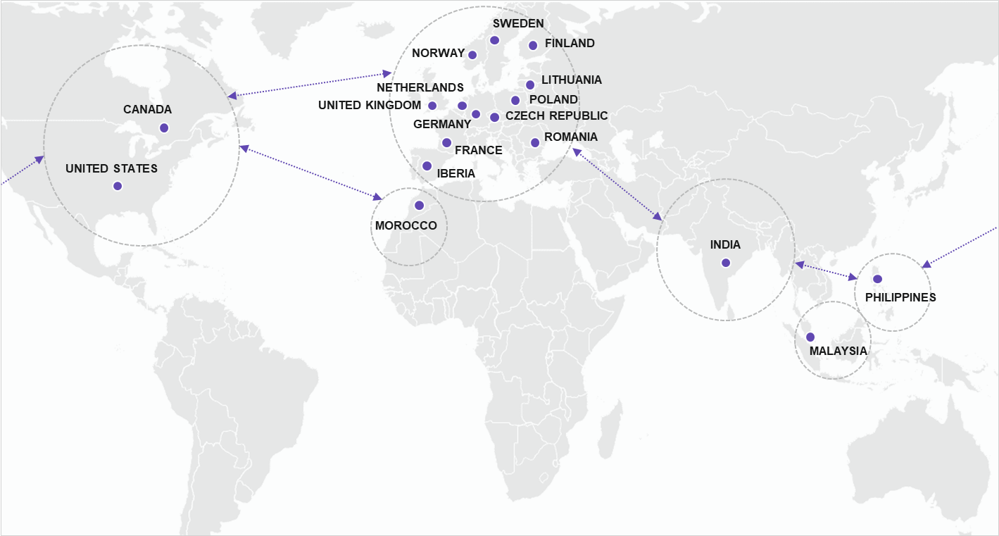 SWEDEN
FINLAND
NORWAY
LITHUANIA
NETHERLANDS
POLAND
UNITED KINGDOM
CANADA
CZECH REPUBLIC
GERMANY
ROMANIA
FRANCE
UNITED STATES
IBERIA
MOROCCO
INDIA
PHILIPPINES
MALAYSIA